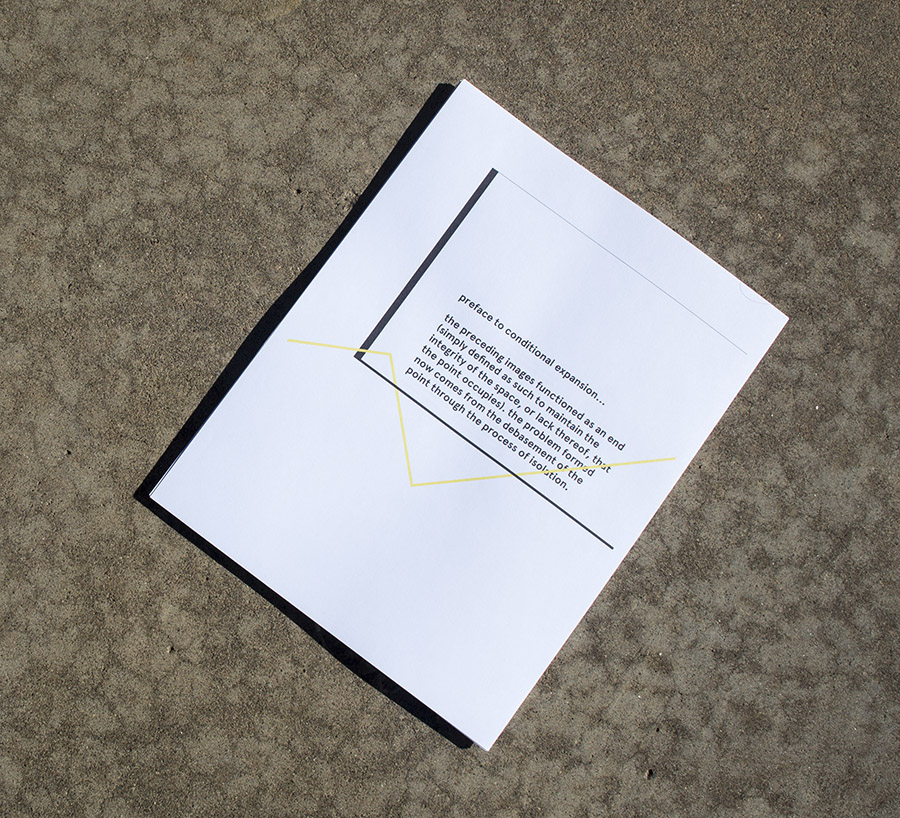 preface to conditional expansion...
the preceding images functioned as an end
(simply defined as such to maintain the
integrity of the space, or lack thereof, that
the point occupies). the problem formed
now comes from the debasement of the
point through the process of isolation.